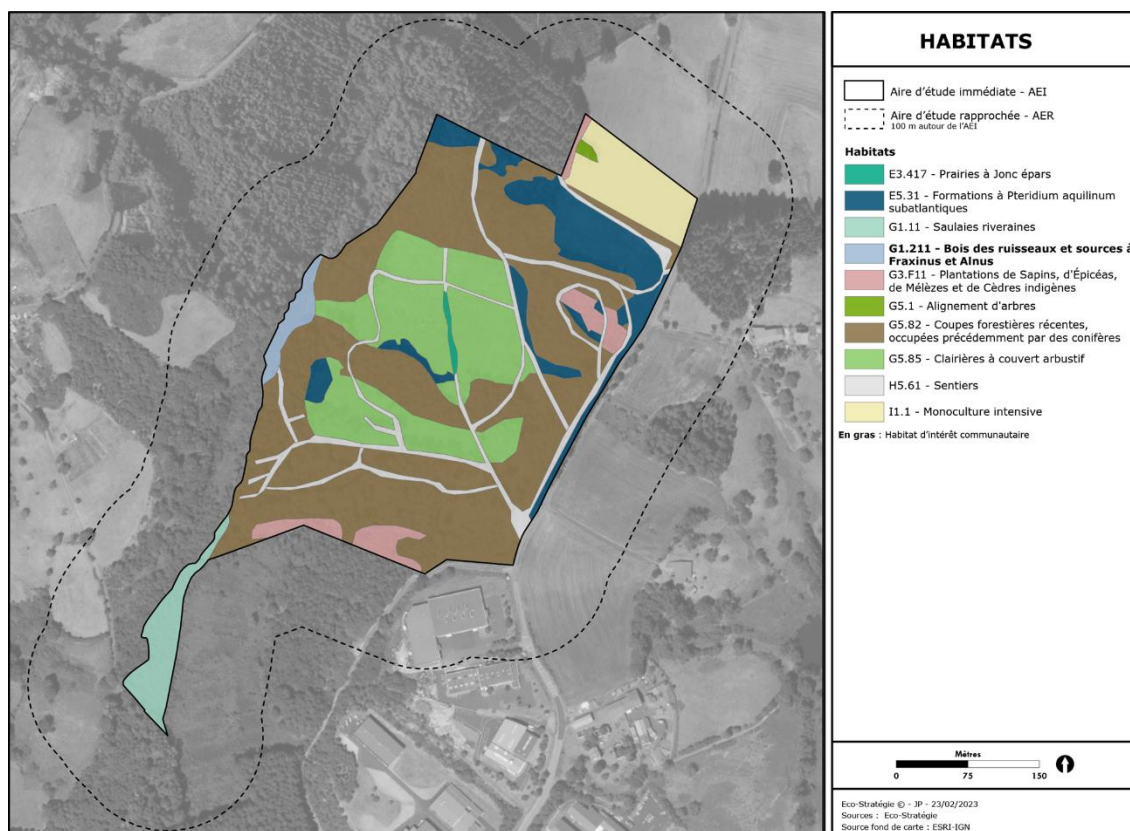 HABITATS
Aire d'étude immédiate - AEI
Aire d'étude rapprochée - AER
100 m autour de l'AEI
Habitats
E3.417 - Prairies à Jonc épars
E5.31 - Formations à Pteridium aquilinum
subatlantiques
G1.11 - Saulaies riveraines
G1.211 - Bois des ruisseaux et sources à
Fraxinus et Alnus
G3.F11 - Plantations de Sapins, d'Épicéas,
de Mélèzes et de Cèdres indigènes
G5.1 - Alignement d'arbres
G5.82 - Coupes forestières récentes,
occupées précédemment par des conifères
G5.85 - Clairières à couvert arbustif
H5.61 - Sentiers
I1.1 - Monoculture intensive
En gras : Habitat d'intérêt communautaire
Mètres
0 75 150
Eco-Stratégie © - JP - 23/02/2023
Sources : Eco-Stratégie
Source fond de carte : ESRI-IGN